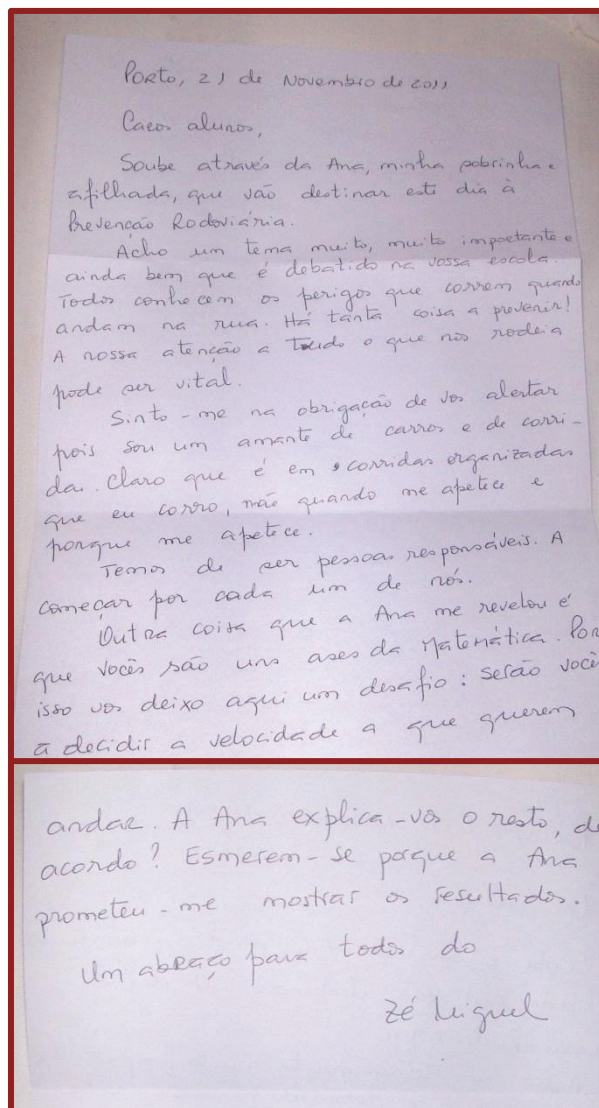 Porto, 21 de Novembro de 2011
Caros alunos,
Soube através da Ana, minha sobrinha e
afilhada, que vão destinar este dia à
Prevenção Rodoviária.
Acho um tema muito, muito importante e
ainda bem que é debatido na vossa escola.
Todos conhecem os perigos que correm quando
andam na rua. Há tanta coisa a prevenir!
A nossa atenção a tudo o que nos rodeia
pode ser vital.
Sinto-me na obrigação de vos alertar
pois sou um amante de carros e de corri-
das. Claro que é em corridas organizadas
que eu corro, não quando me apetece e
porque me apetece.
Temos de ser pessoas responsáveis. A
começar por cada um de nós.
Outra coisa que a Ana me revelou é
que vocês são uns ases da Matemática. Por
isso vos deixo aqui um desafio: serão vocês
a decidir a velocidade a que querem
andar. A Ana explica-vos o resto, de
acordo? Esmerem-se porque a Ana
prometeu-me mostrar os resultados.
Um abraço para todos do
Zé Miguel